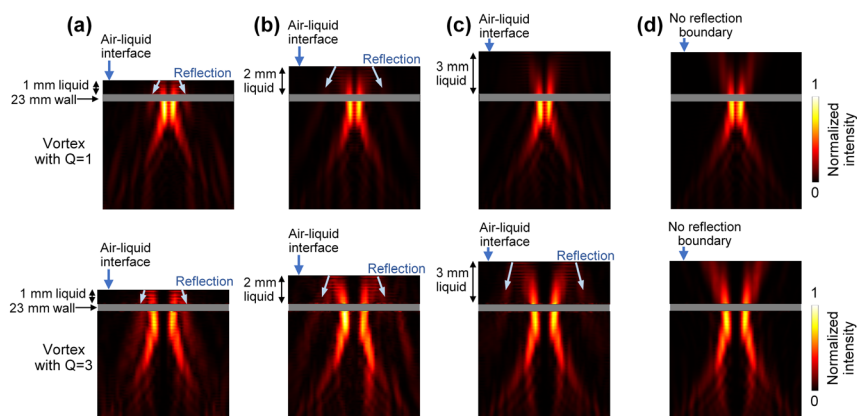 (a)
Air-liquid
interface
1 mm liquid
23 mm wall
Reflection
Vortex
with Q=1
(b)
Air-liquid
interface
2 mm
liquid
Reflection
(c)
Air-liquid
interface
3 mm
liquid
(d)
No reflection
boundary
1
0
Normalized
intensity
Air-liquid
interface
1 mm liquid
23 mm wall
Reflection
Vortex
with Q=3
Air-liquid
interface
2 mm
liquid
Reflection
Air-liquid
interface
3 mm
liquid
Reflection
No reflection
boundary
1
0
Normalized
intensity